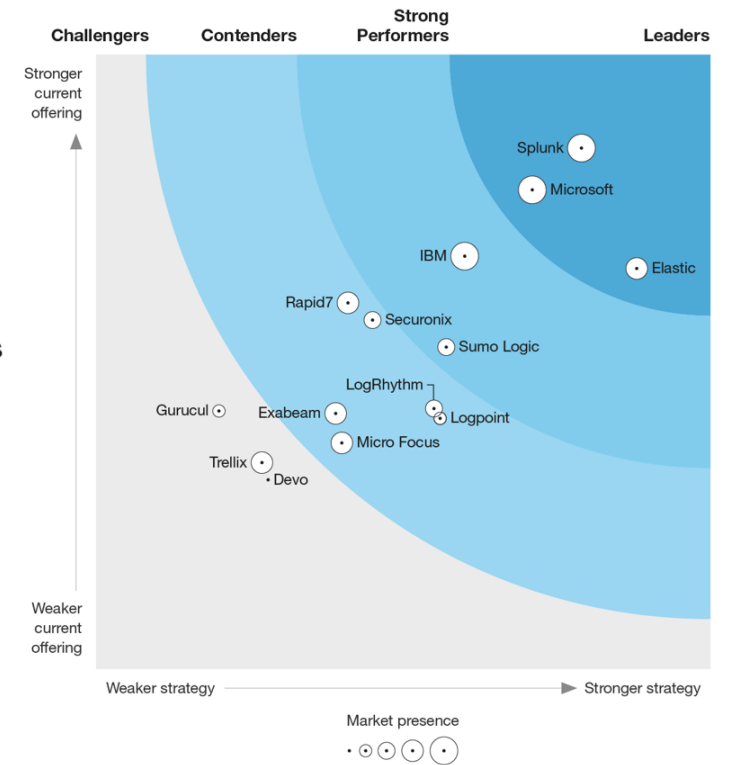 Challengers
Contenders
Strong
Performers
Leaders
Stronger
current
offering
Splunk
Microsoft
IBM
Elastic
Rapid7
Securonix
s
Sumo Logic
LogRhythm
Gurucul
Exabeam
Logpoint
Micro Focus
Trellix
Devo
Weaker
current
offering
Weaker strategy
Stronger strategy
Market presence